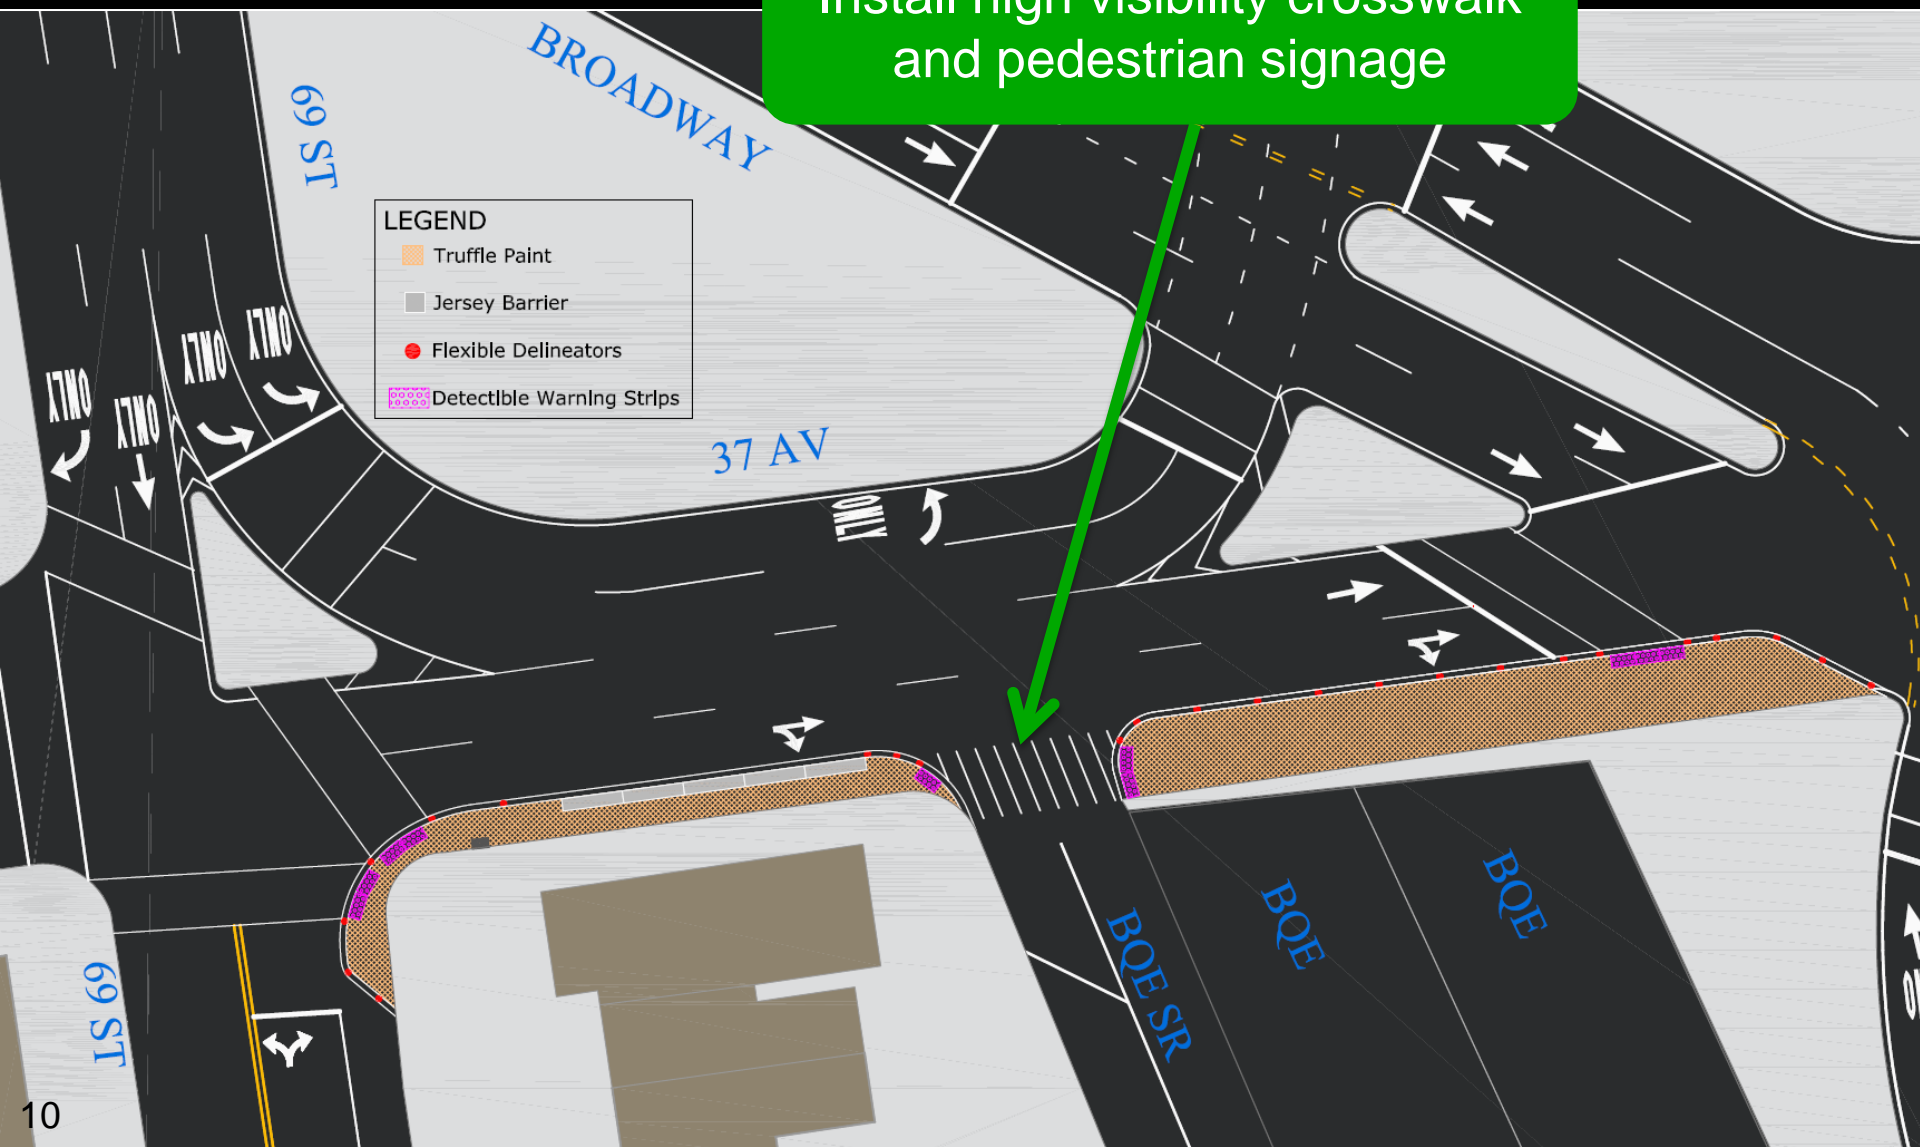 Install high visibility crosswalk
and pedestrian signage
BROADWAY
69 ST
LEGEND
Truffle Paint
Jersey Barrier
Flexible Delineators
Detectible Warning Strips
ONLY
ONLY
ONLY
ONLY
37 AV
ONLY
BQE SR
BQE
BQE
69 ST
10